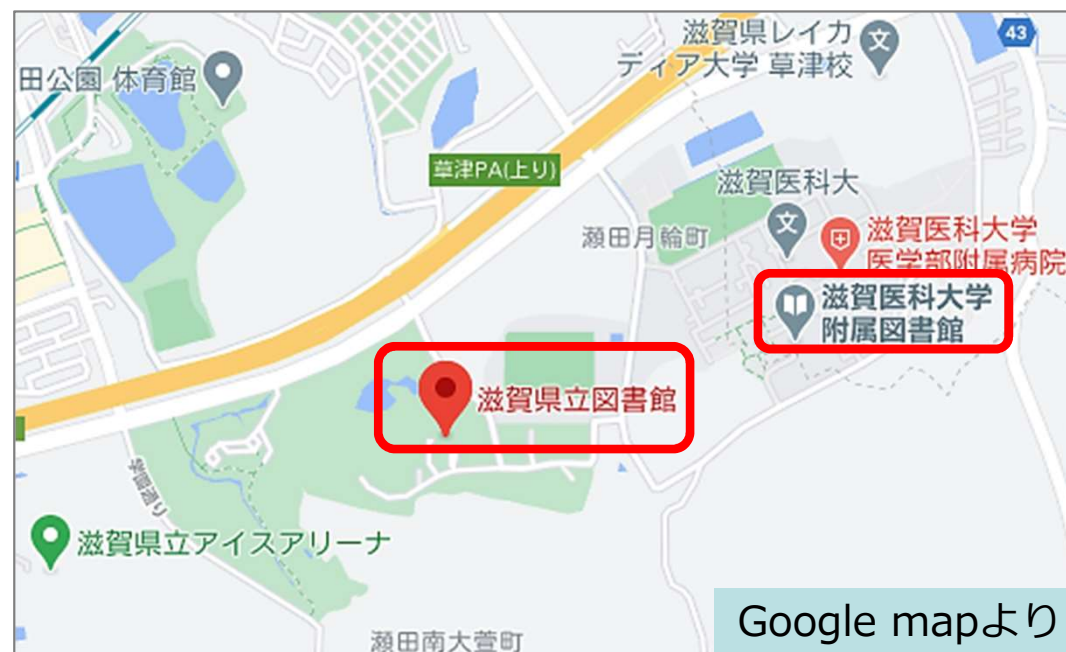 滋賀県レイカ
ディア大学 草津校
43
田公園 体育館
草津PA(上り)
滋賀医科大
瀬田月輪町
滋賀医科大学
医学部附属病院
滋賀医科大学
附属図書館
滋賀県立図書館
学園通り
滋賀県立アイスアリーナ
瀬田南大萱町
Google mapより